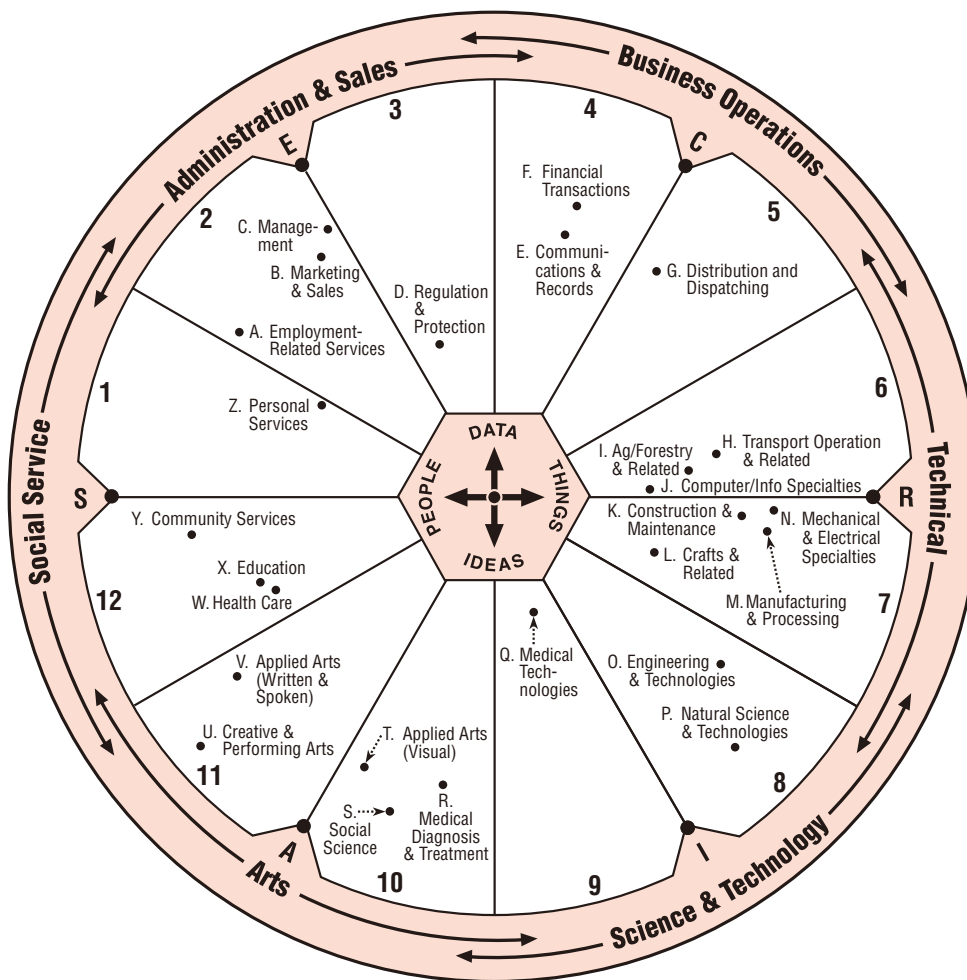 Administration & Sales
Business Operations
Technical
Science & Technology
Arts
Social Service
E
C
R
I
A
S
1
2
3
4
5
6
7
8
9
10
11
12
C. Manage-
ment
B. Marketing
& Sales
A. Employment-
Related Services
Z. Personal
Services
D. Regulation
&
Protection
F. Financial
Transactions
E. Communi-
cations &
Records
G. Distribution and
Dispatching
H. Transport Operation
& Related
I. Ag/Forestry
& Related
J. Computer/Info Specialties
K. Construction &
Maintenance
L. Crafts &
Related
N. Mechanical
& Electrical
Specialties
M. Manufacturing
& Processing
DATA
THINGS
IDEAS
PEOPLE
Y. Community Services
X. Education
W. Health Care
V. Applied Arts
(Written &
Spoken)
U. Creative &
Performing Arts
T. Applied Arts
(Visual)
S.
Social
Science
R.
Medical
Diagnosis
& Treatment
Q. Medical
Tech-
nologies
O. Engineering
& Technologies
P. Natural Science
& Technologies